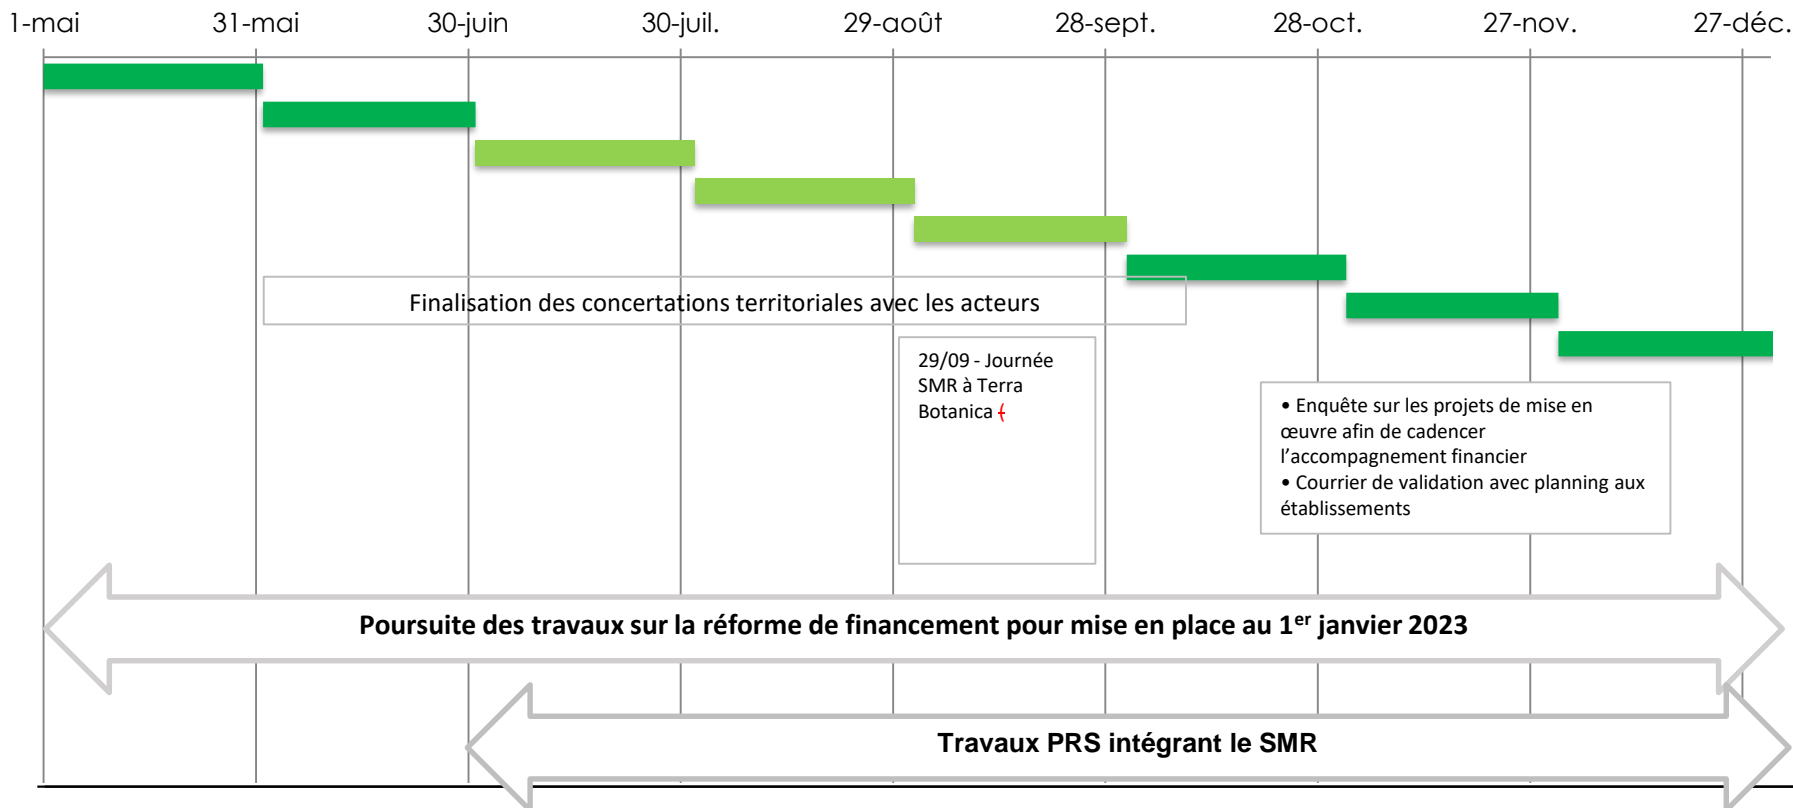 1-mai 31-mai 30-juin 30-juil. 29-août 28-sept. 28-oct. 27-nov. 27-déc.
Finalisation des concertations territoriales avec les acteurs
29/09 - Journée
SMR à Terra
Botanica (
• Enquête sur les projets de mise en
œuvre afin de cadencer
l’accompagnement financier
• Courrier de validation avec planning aux
établissements
Poursuite des travaux sur la réforme de financement pour mise en place au 1er janvier 2023
Travaux PRS intégrant le SMR